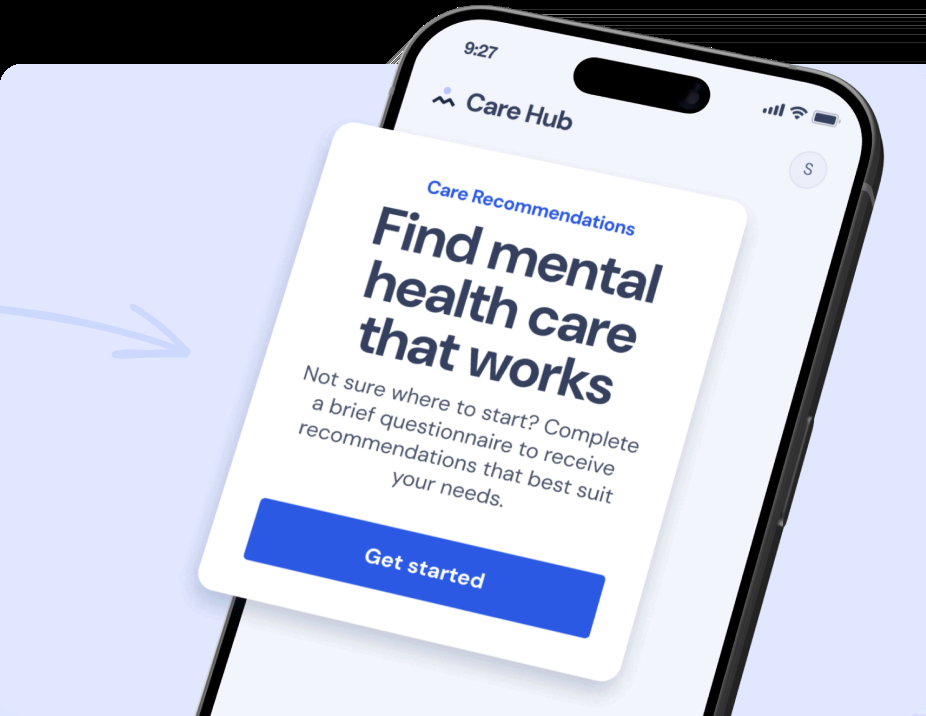 9:27
Care Hub
S
Care Recommendations
Find mental
health care
that works
Not sure where to start? Complete
a brief questionnaire to receive
recommendations that best suit
your needs.
Get started